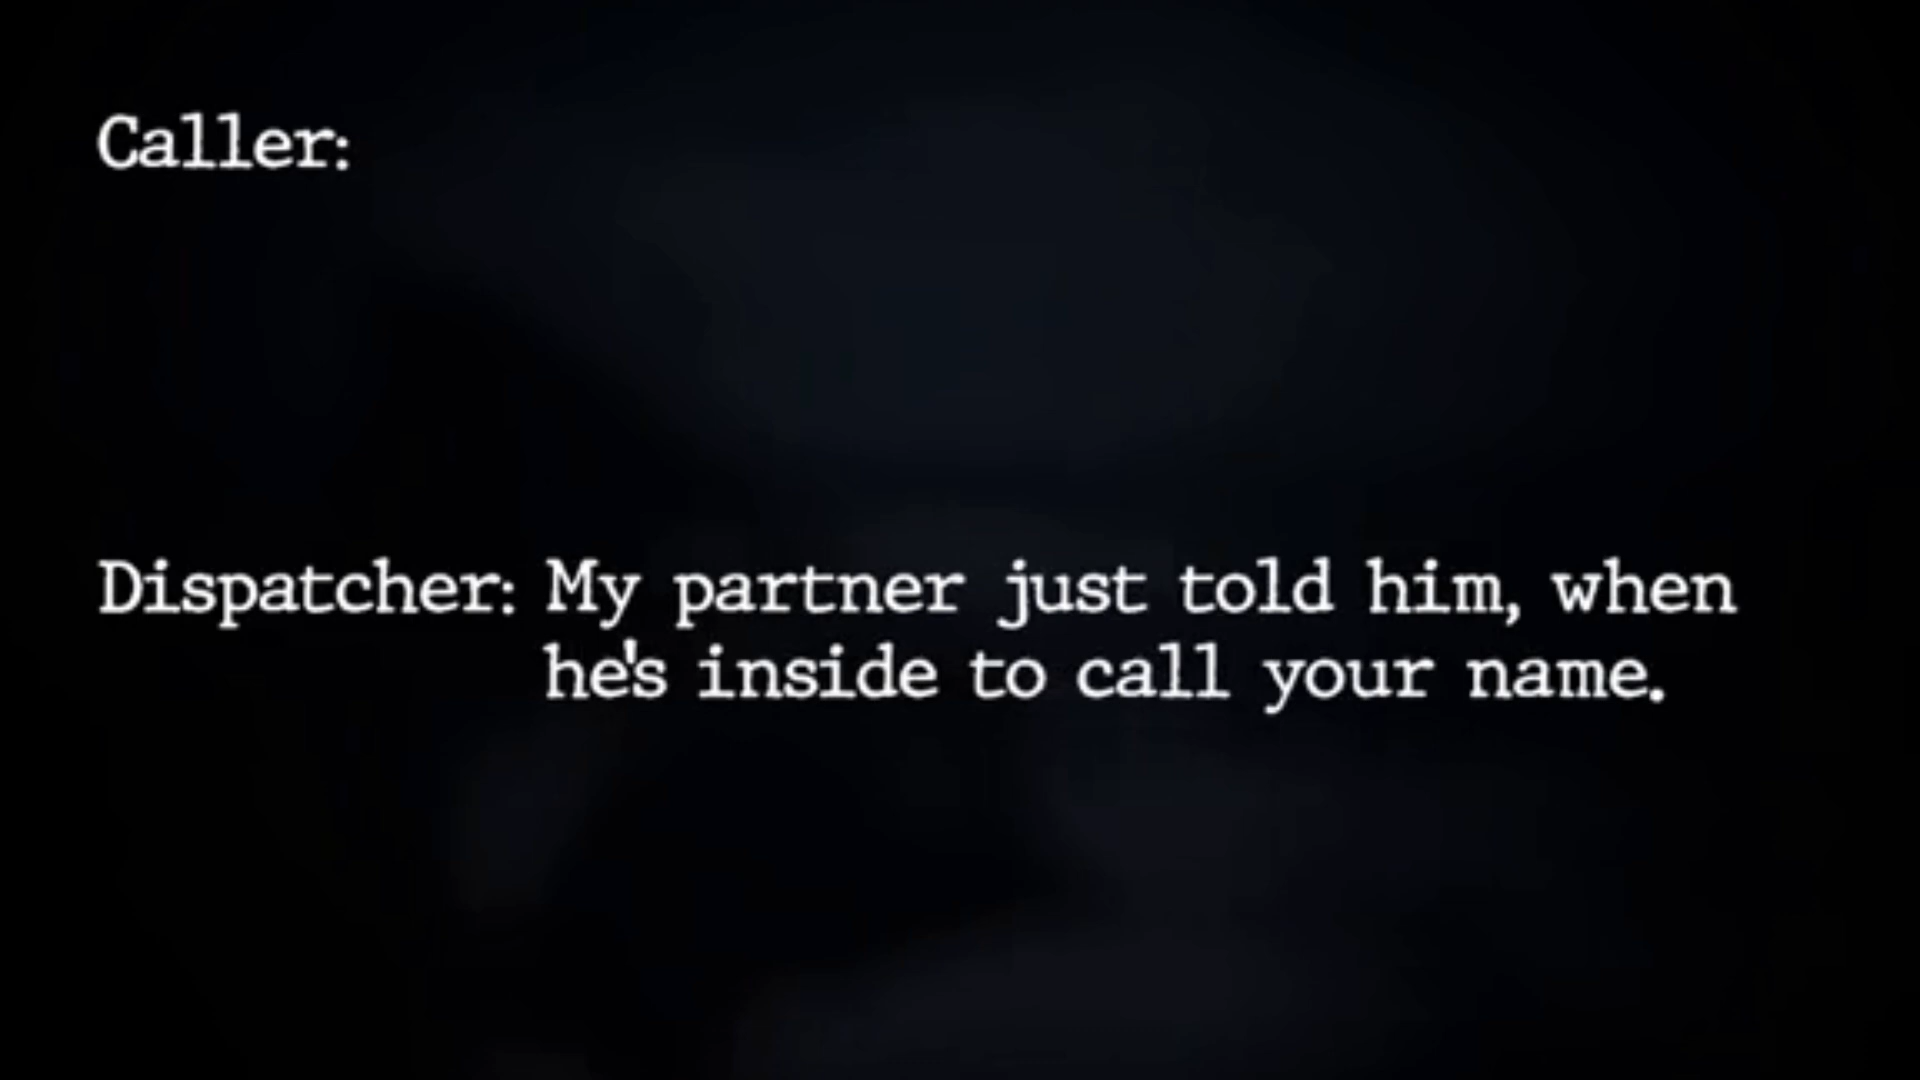 Caller:
Dispatcher: My partner just told him, when
he's inside to call your name.